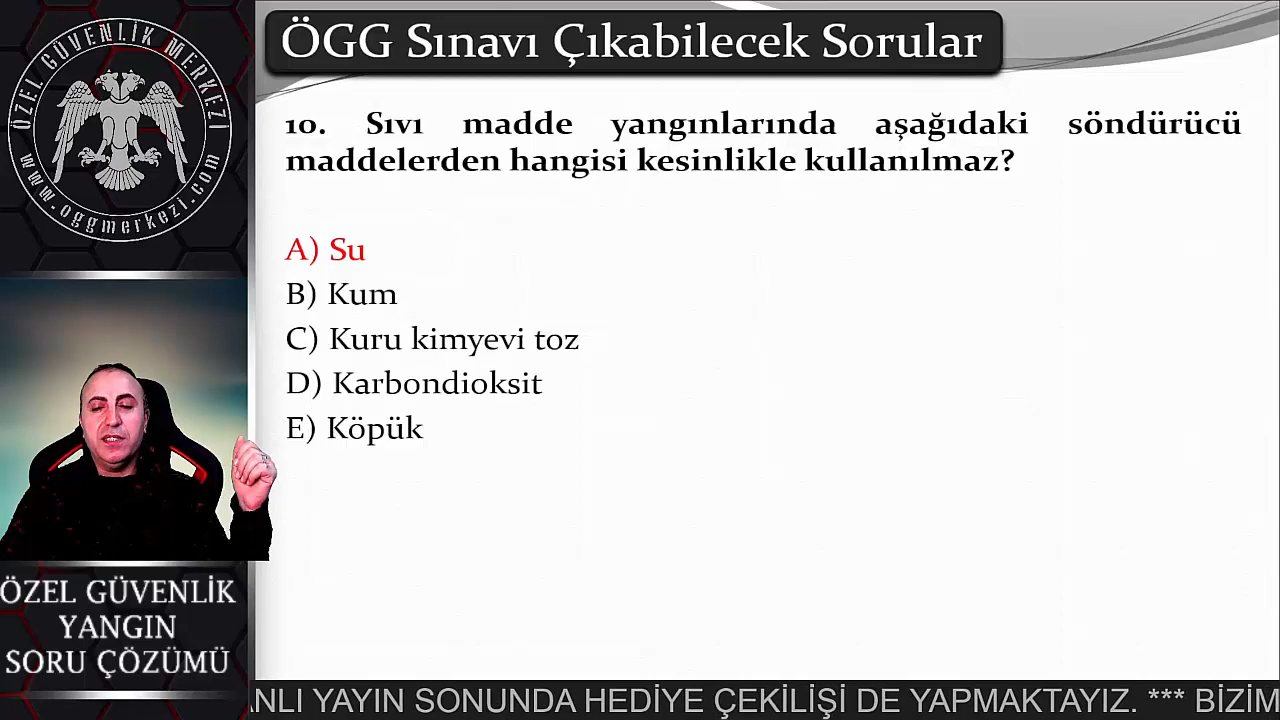 ÖZEL GÜVENLİK MERKEZİ
www.oggmerkezi.com
ÖGG Sınavı Çıkabilecek Sorular
10. Sıvı madde yangınlarında aşağıdaki söndürücü
maddelerden hangisi kesinlikle kullanılmaz?
A) Su
B) Kum
C) Kuru kimyevi toz
D) Karbondioksit
E) Köpük
ÖZEL GÜVENLİK
YANGIN
SORU ÇÖZÜMÜ
ANLI YAYIN SONUNDA HEDİYE ÇEKİLİŞİ DE YAPMAKTAYIZ. *** BİZİM